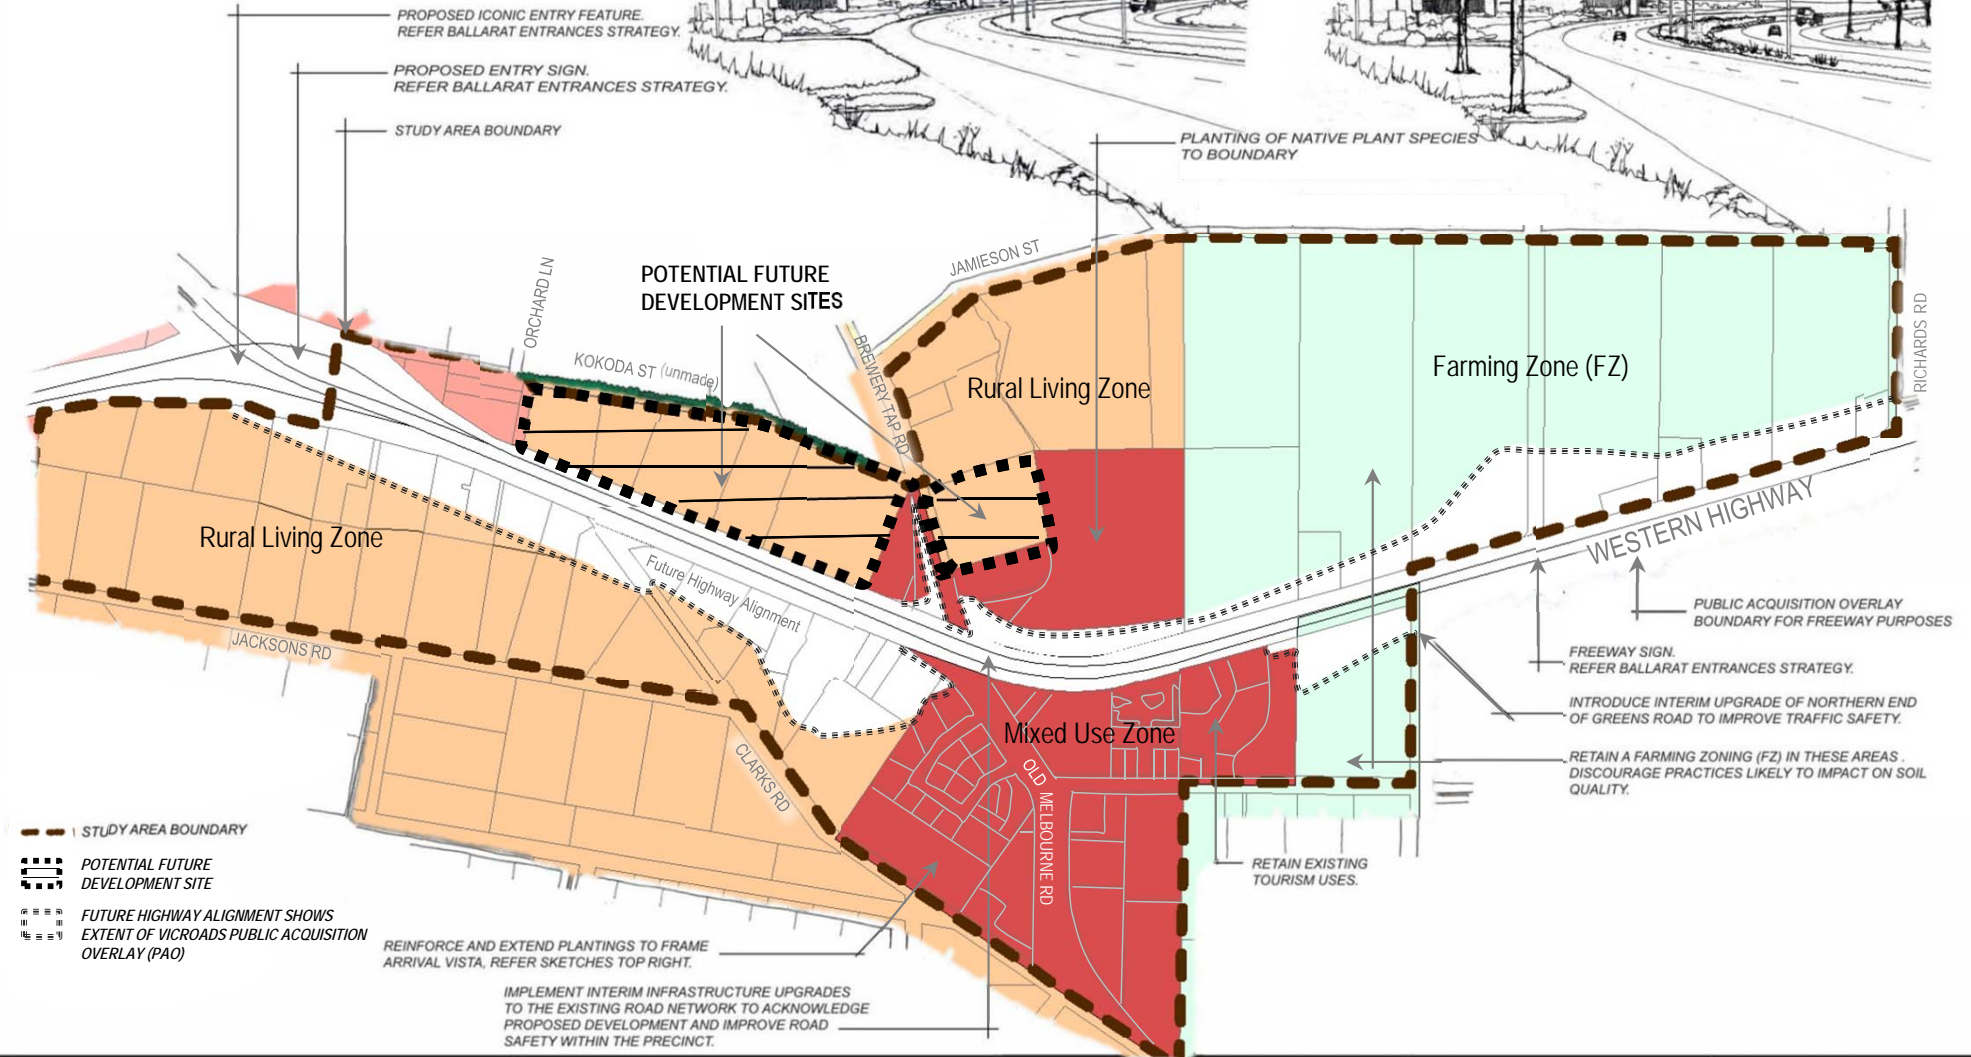 PROPOSED ICONIC ENTRY FEATURE.
REFER BALLARAT ENTRANCES STRATEGY.
PROPOSED ENTRY SIGN.
REFER BALLARAT ENTRANCES STRATEGY.
STUDY AREA BOUNDARY
PLANTING OF NATIVE PLANT SPECIES
TO BOUNDARY
JAMIESON ST
ORCHARD LN
POTENTIAL FUTURE
DEVELOPMENT SITES
KOKODA ST (unmade)
BREWERY TAP RD
Rural Living Zone
Farming Zone (FZ)
RICHARDS RD
Rural Living Zone
WESTERN HIGHWAY
Future Highway Alignment
JACKSONS RD
PUBLIC ACQUISITION OVERLAY
BOUNDARY FOR FREEWAY PURPOSES
FREEWAY SIGN.
REFER BALLARAT ENTRANCES STRATEGY.
INTRODUCE INTERIM UPGRADE OF NORTHERN END
OF GREENS ROAD TO IMPROVE TRAFFIC SAFETY.
Mixed Use Zone
CLARKS RD
OLD MELBOURNE RD
RETAIN A FARMING ZONING (FZ) IN THESE AREAS .
DISCOURAGE PRACTICES LIKELY TO IMPACT ON SOIL
QUALITY.
RETAIN EXISTING
TOURISM USES.
STUDY AREA BOUNDARY
POTENTIAL FUTURE
DEVELOPMENT SITE
FUTURE HIGHWAY ALIGNMENT SHOWS
EXTENT OF VICROADS PUBLIC ACQUISITION
OVERLAY (PAO)
REINFORCE AND EXTEND PLANTINGS TO FRAME
ARRIVAL VISTA, REFER SKETCHES TOP RIGHT.
IMPLEMENT INTERIM INFRASTRUCTURE UPGRADES
TO THE EXISTING ROAD NETWORK TO ACKNOWLEDGE
PROPOSED DEVELOPMENT AND IMPROVE ROAD
SAFETY WITHIN THE PRECINCT.